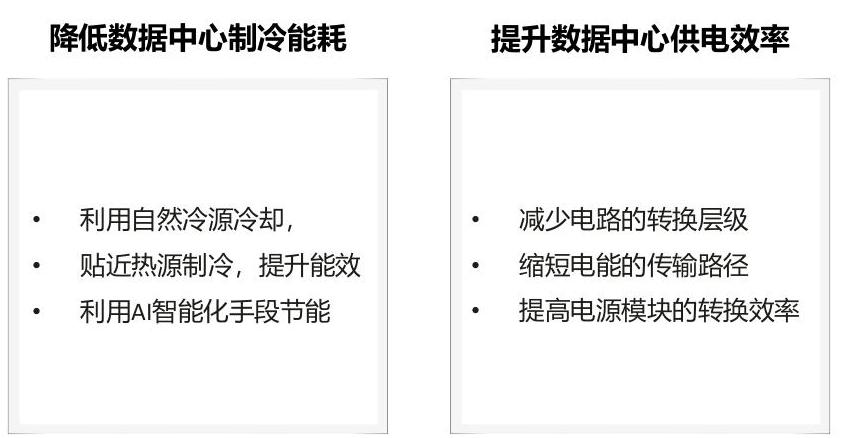 降低数据中心制冷能耗
• 利用自然冷源冷却，
• 贴近热源制冷，提升能效
• 利用AI智能化手段节能
提升数据中心供电效率
• 减少电路的转换层级
• 缩短电能的传输路径
• 提高电源模块的转换效率